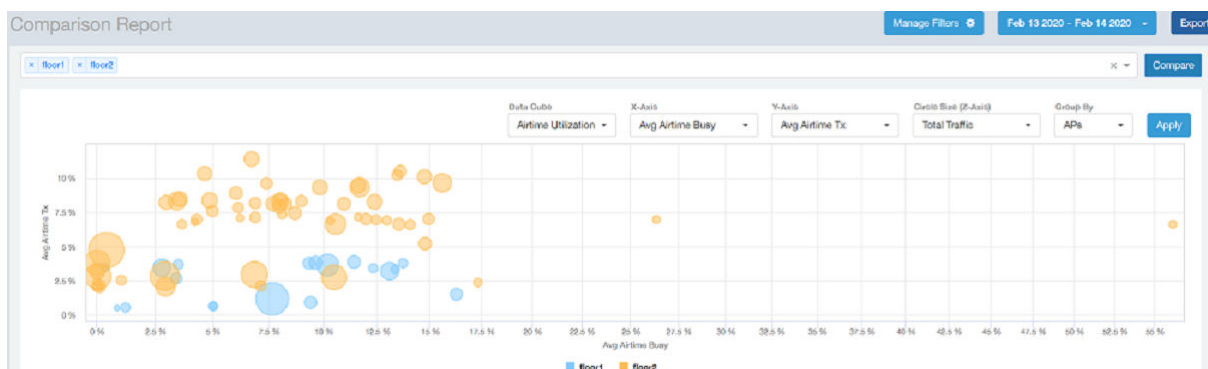 Comparison Report
Manage Filters
Feb 13 2020 - Feb 14 2020
Export
× floor1 × floor2
Compare
Data Cube X-Axis Y-Axis Circle Size (Z-Axis) Group By
Airtime Utilization Avg Airtime Busy Avg Airtime Tx Total Traffic APs Apply
10 %
7.5 %
5 %
2.5 %
0 %
Avg Airtime Tx
0 % 2.5 % 5 % 7.5 % 10 % 12.5 % 15 % 17.5 % 20 % 22.5 % 25 % 27.5 % 30 % 32.5 % 35 % 37.5 % 40 % 42.5 % 45 % 47.5 % 50 % 52.5 % 55 %
Avg Airtime Busy
floor1 floor2